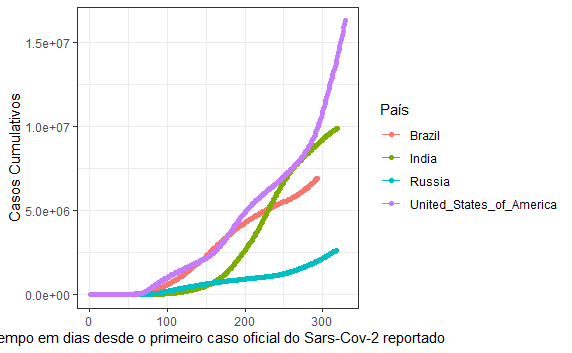 1.5e+07
1.0e+07
5.0e+06
0.0e+00
Casos Cumulativos
0 100 200 300
empo em dias desde o primeiro caso oficial do Sars-Cov-2 reportado
País
Brazil
India
Russia
United_States_of_America